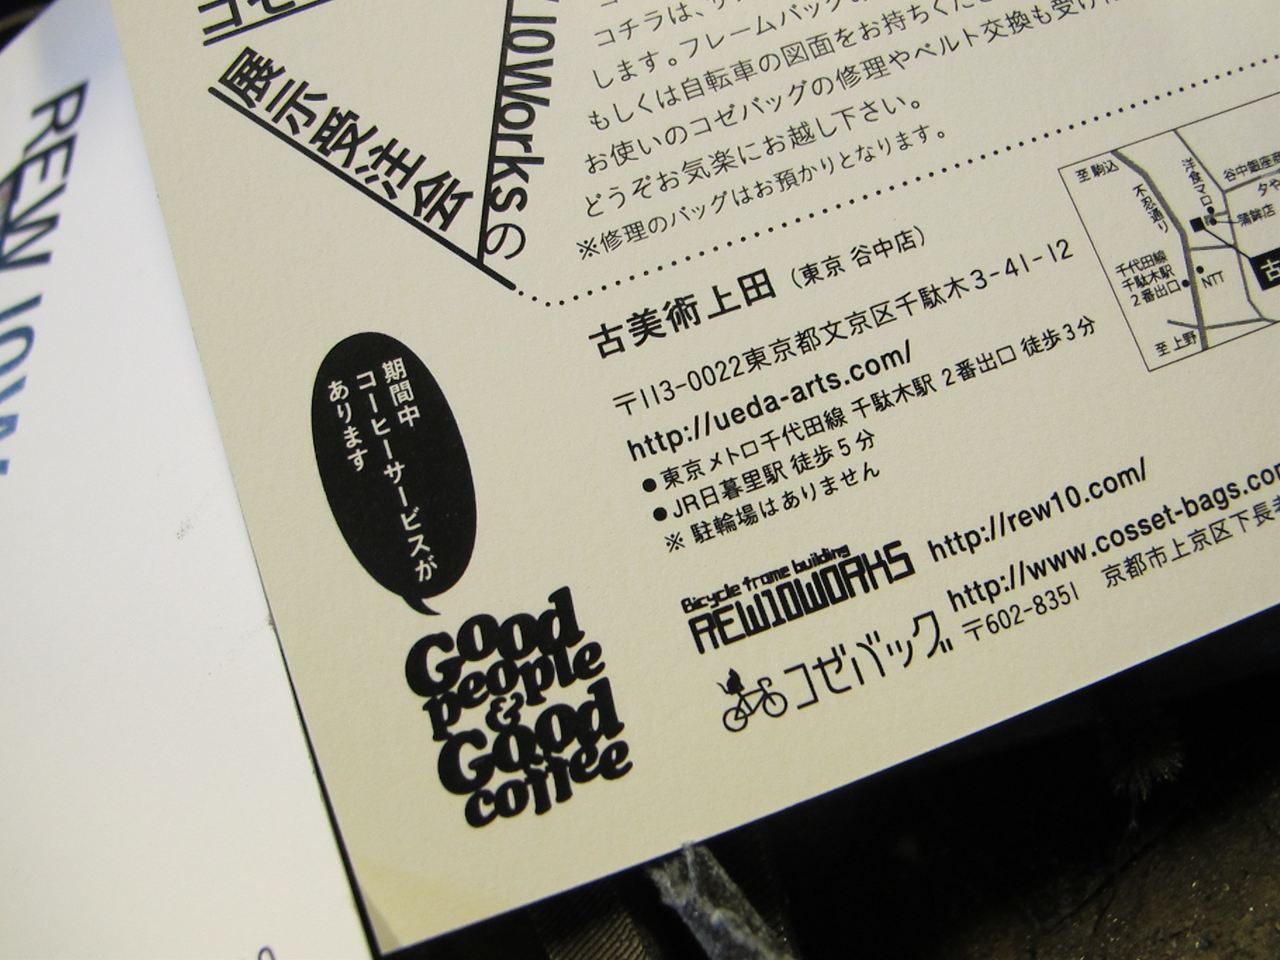 コチラは、
します。フレームバッグ
もしくは自転車の図面をお持ちくださ
お使いのコゼバッグの修理やベルト交換も受け
どうぞお気楽にお越し下さい。
※修理のバッグはお預かりとなります。
10Worksの
展示受注会
古美術上田（東京 谷中店）
〒113-0022東京都文京区千駄木3-41-12
http://ueda-arts.com/
●東京メトロ千代田線 千駄木駅 2番出口 徒歩3分
●JR日暮里駅 徒歩5分
※ 駐輪場はありません
至駒込
不忍通り
洋食マロ
谷中銀座商
夕や
蒲鉾店
古
千代田線
千駄木駅
2番出口
NTT
至上野
期間中
コーヒーサービスが
あります
Good
people
&
Good
coffee
Bicycle frame building
REW10WORKS
http://rew10.com/
コゼバッグ
http://www.cosset-bags.com
〒602-8351 京都市上京区下長者
REW 10W